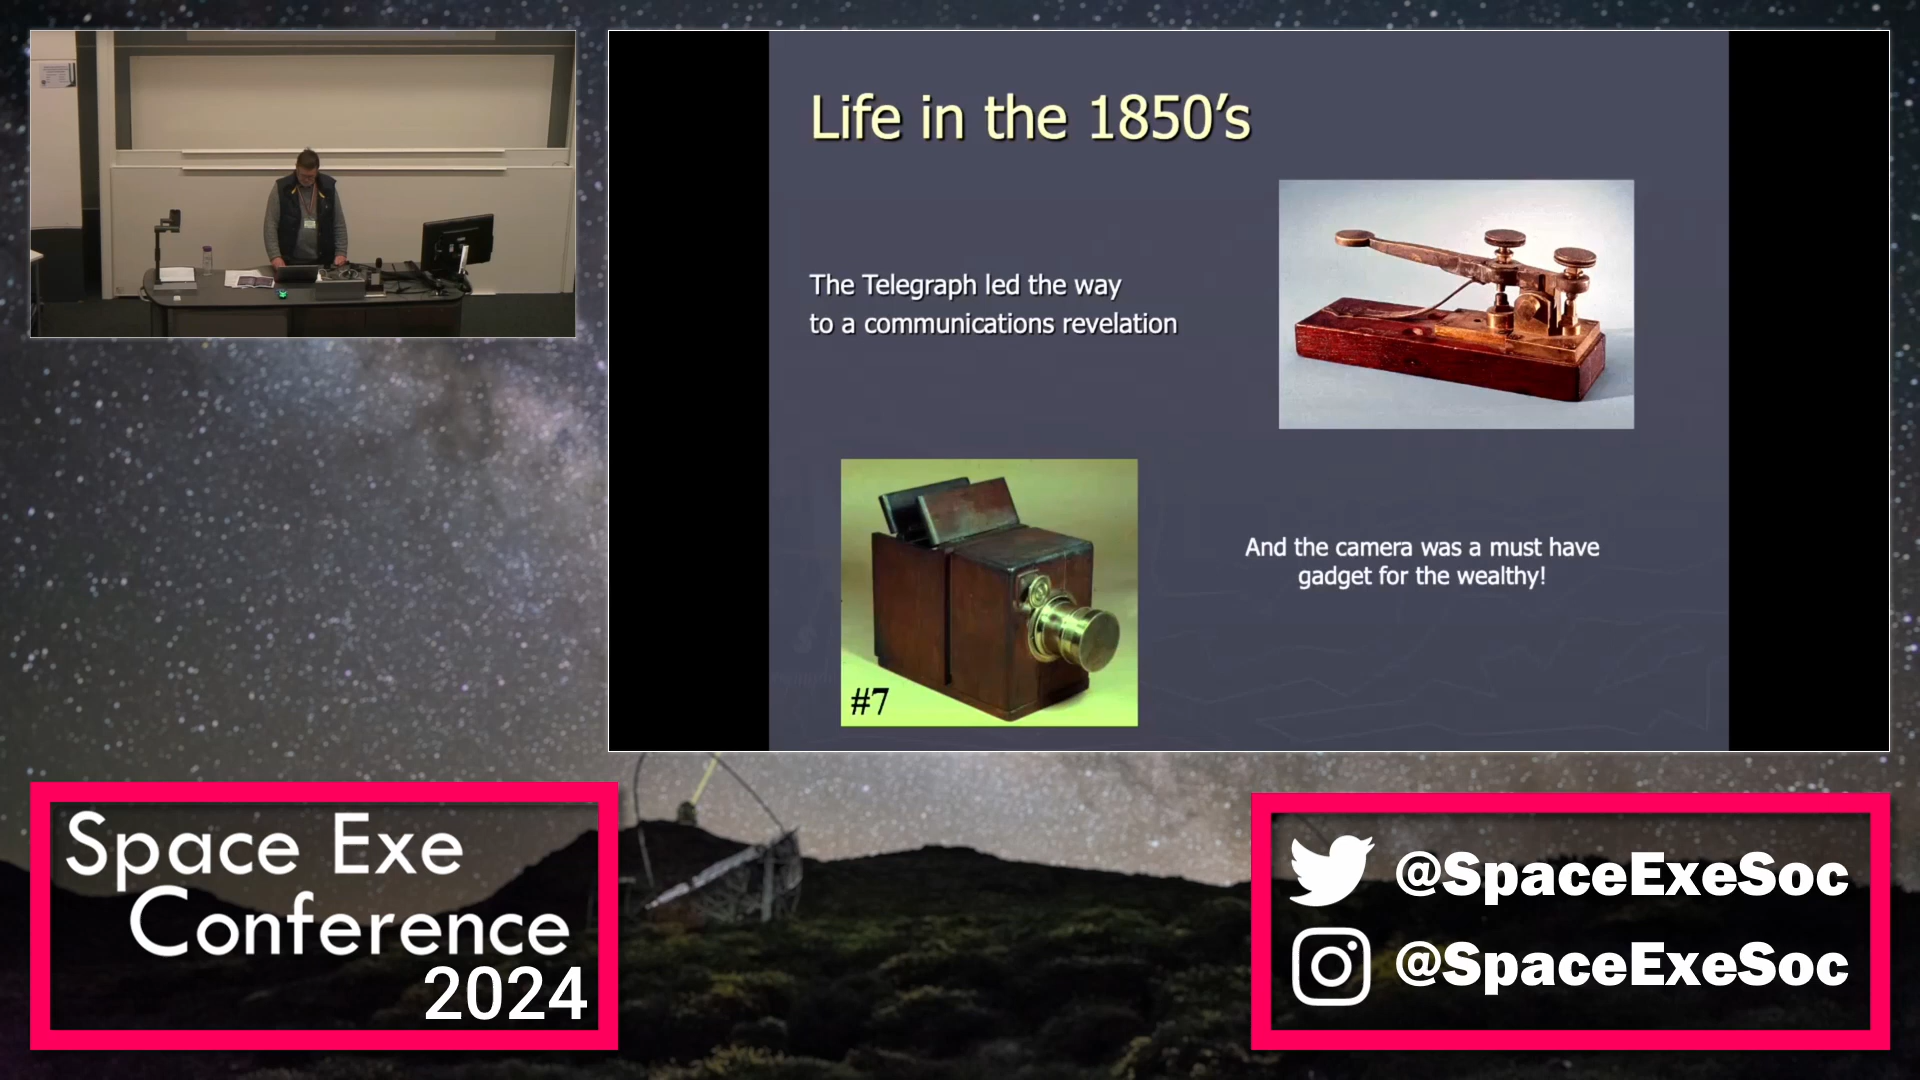 Life in the 1850's
The Telegraph led the way
to a communications revelation
#7
And the camera was a must have
gadget for the wealthy!
Space Exe
Conference
2024
@SpaceExeSoc
@SpaceExeSoc